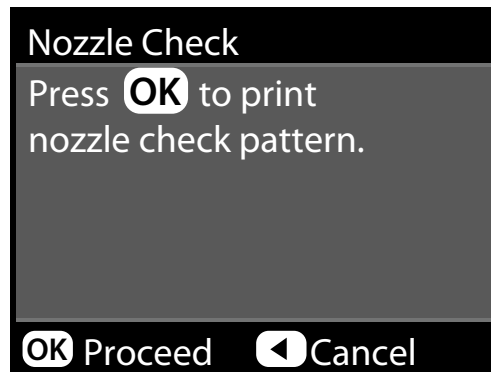 Nozzle Check
Press OK to print
nozzle check pattern.
OK Proceed ◀ Cancel